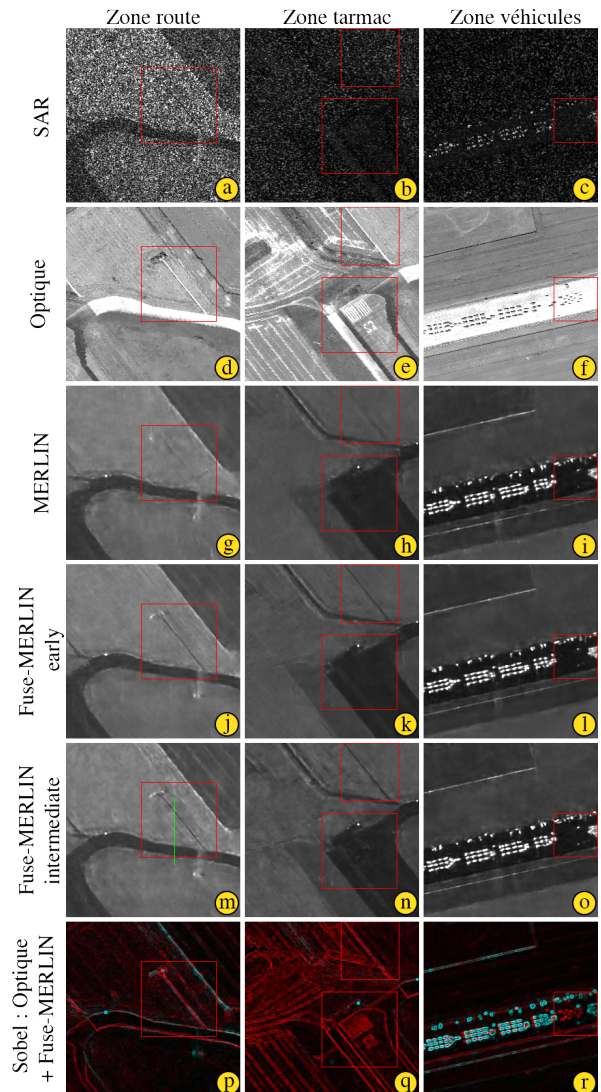 Zone route Zone tarmac Zone véhicules
SAR
a b c
Optique
d e f
MERLIN
g h i
Fuse-MERLIN
early
j k l
Fuse-MERLIN
intermediate
m n o
Sobel : Optique
+ Fuse-MERLIN
p q r